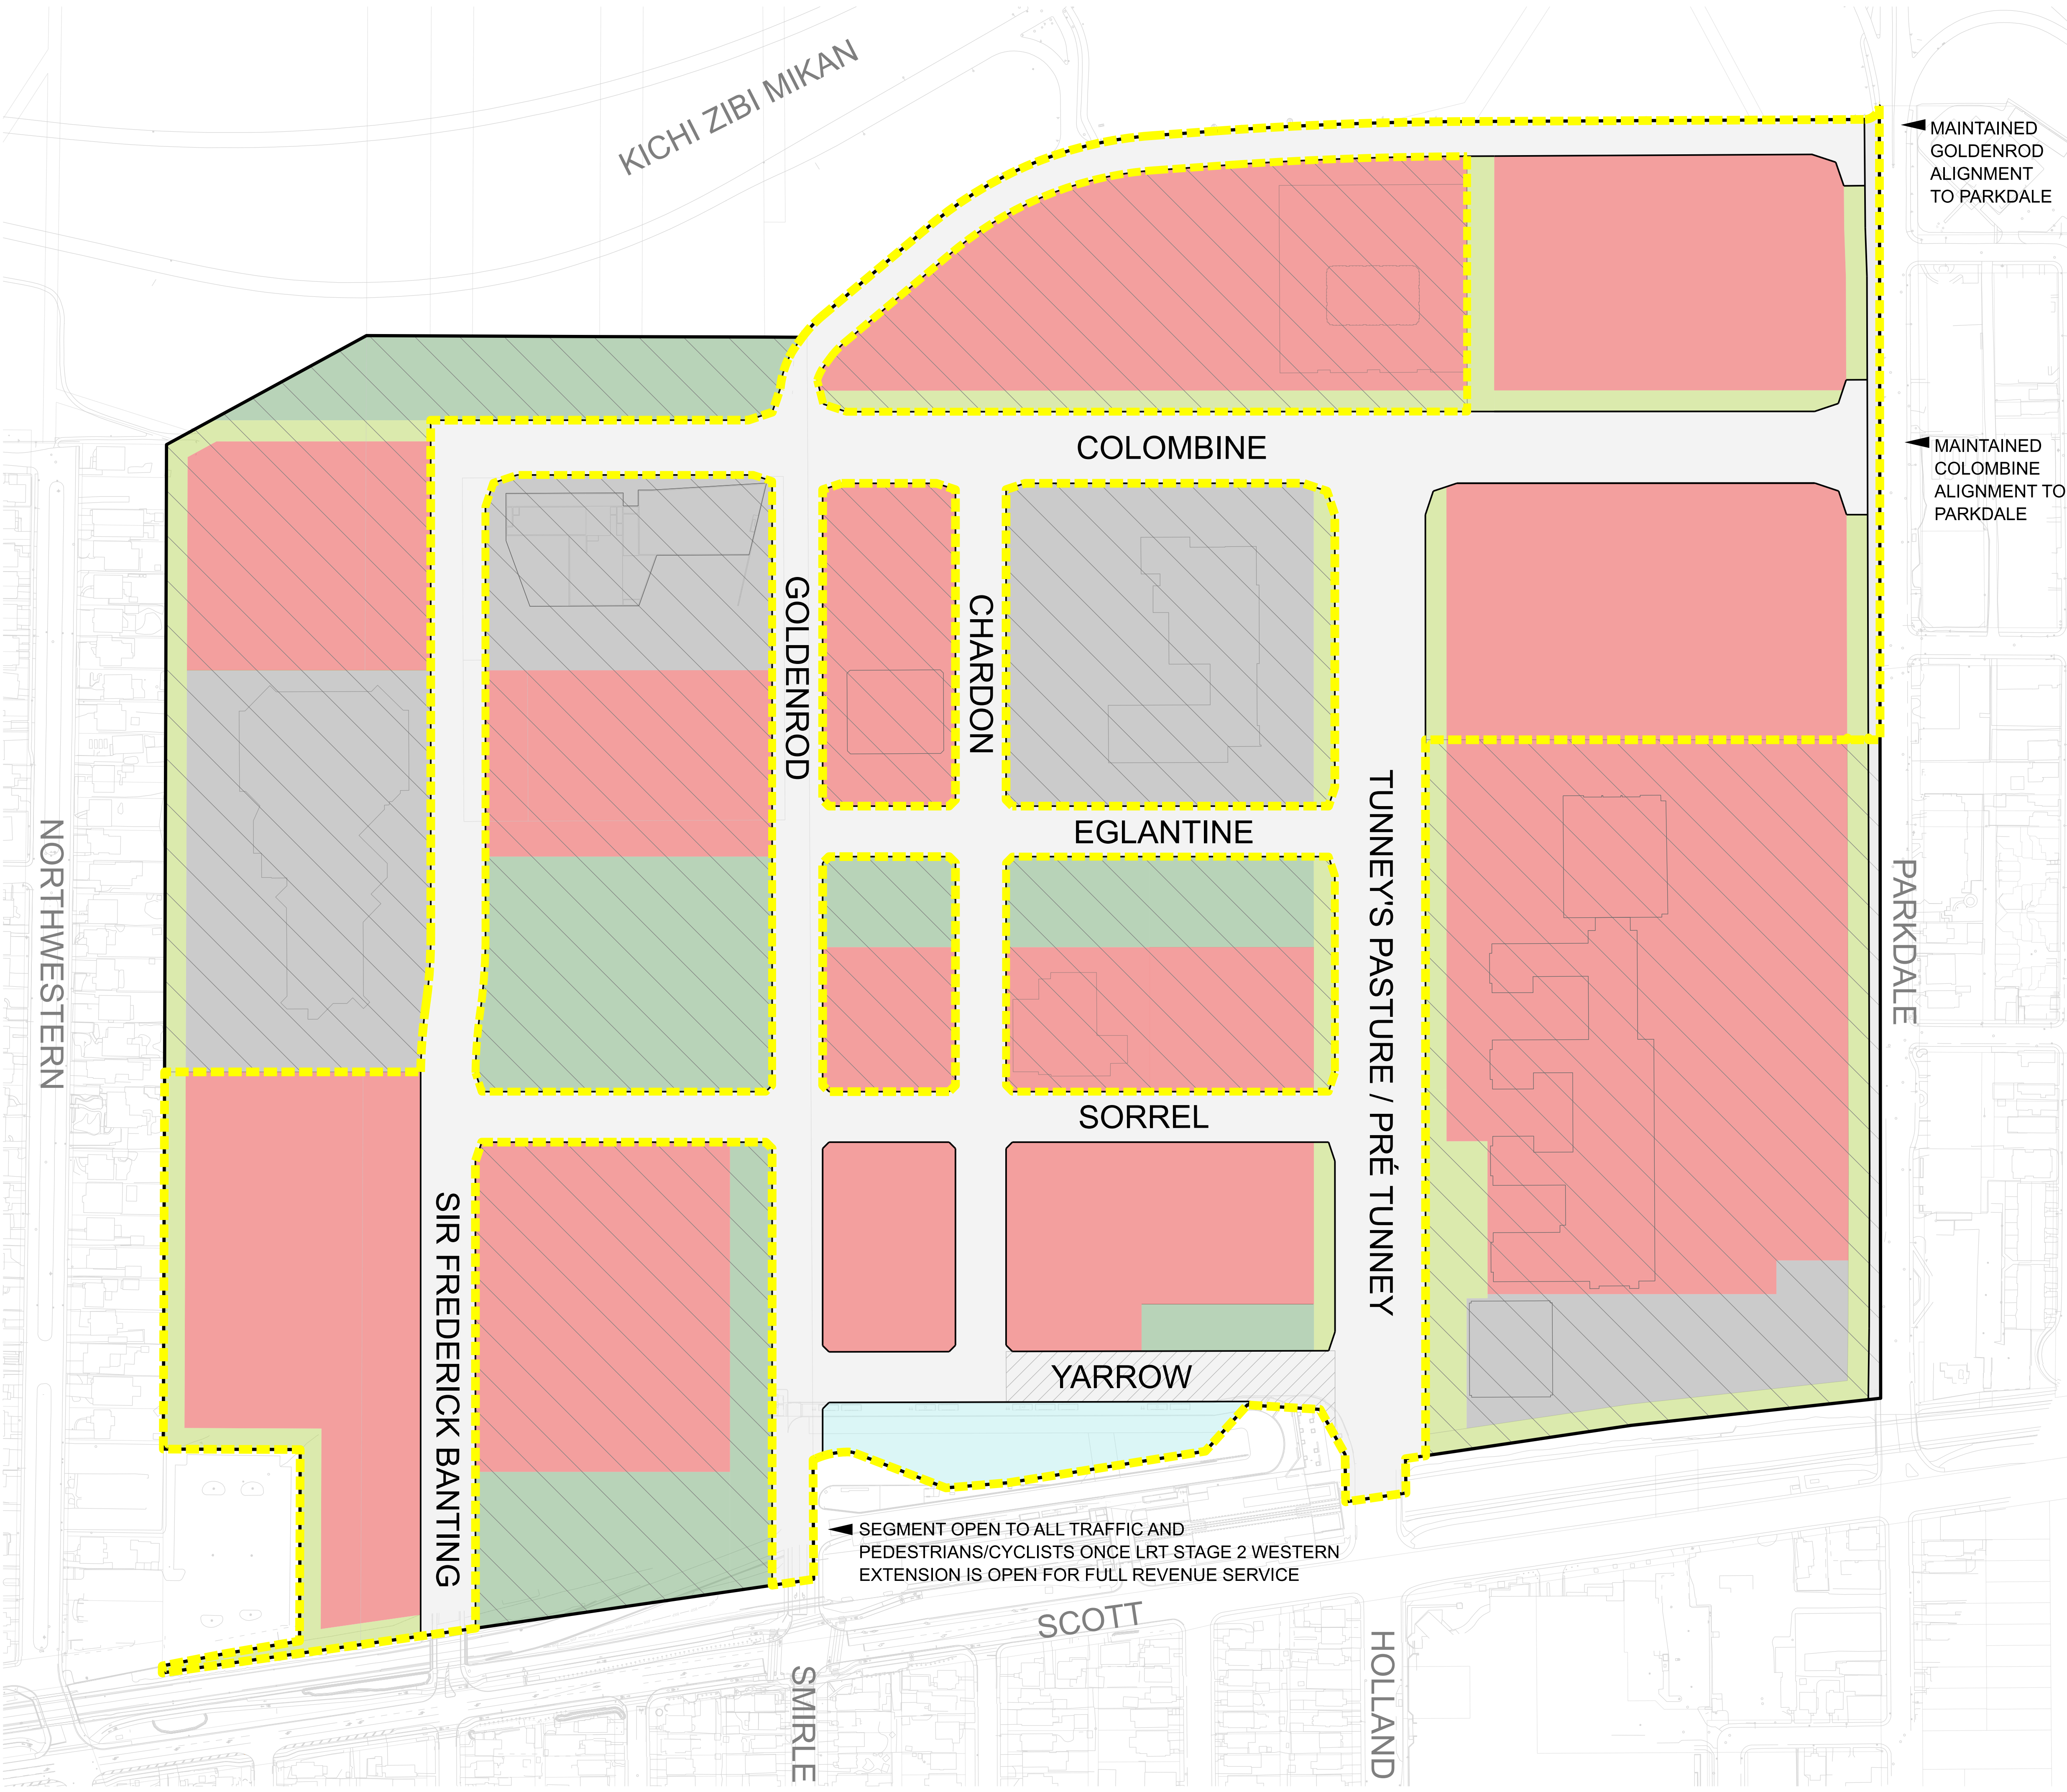 KICHI ZIBI MIKAN
MAINTAINED
GOLDENROD
ALIGNMENT
TO PARKDALE
COLOMBINE
MAINTAINED
COLOMBINE
ALIGNMENT TO
PARKDALE
GOLDENROD
CHARDON
EGLANTINE
TUNNEY'S PASTURE / PRÉ TUNNEY
NORTHWESTERN
PARKDALE
SORREL
SIR FREDERICK BANTING
YARROW
SEGMENT OPEN TO ALL TRAFFIC AND
PEDESTRIANS/CYCLISTS ONCE LRT STAGE 2 WESTERN
EXTENSION IS OPEN FOR FULL REVENUE SERVICE
SCOTT
SMIRLE
HOLLAND